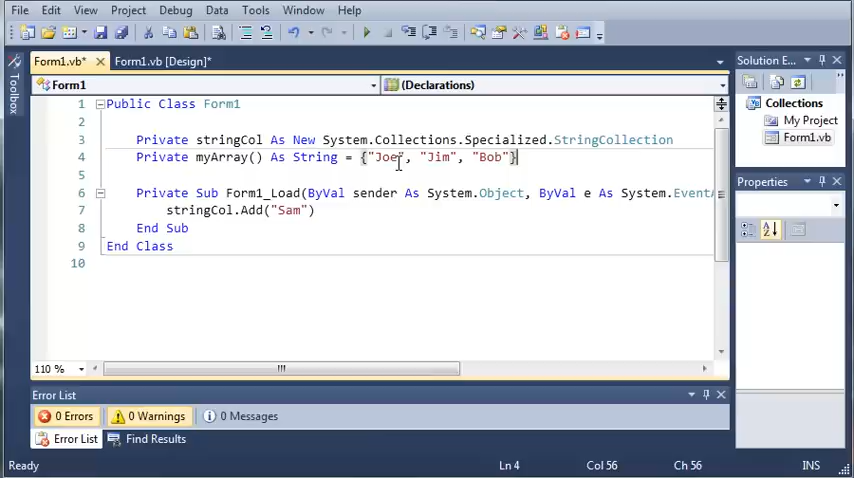 File Edit View Project Debug Data Tools Window Help
Form1.vb* Form1.vb [Design]*
Form1 (Declarations)
Toolbox
1 Public Class Form1
2
3 Private stringCol As New System.Collections.Specialized.StringCollection
4 Private myArray() As String = {"Joe", "Jim", "Bob"}
5
6 Private Sub Form1_Load(ByVal sender As System.Object, ByVal e As System.EventA
7 stringCol.Add("Sam")
8 End Sub
9 End Class
10
110 %
Solution E...
Collections
My Project
Form1.vb
Properties
Error List
0 Errors 0 Warnings 0 Messages
Error List Find Results
Ready Ln 4 Col 56 Ch 56 INS